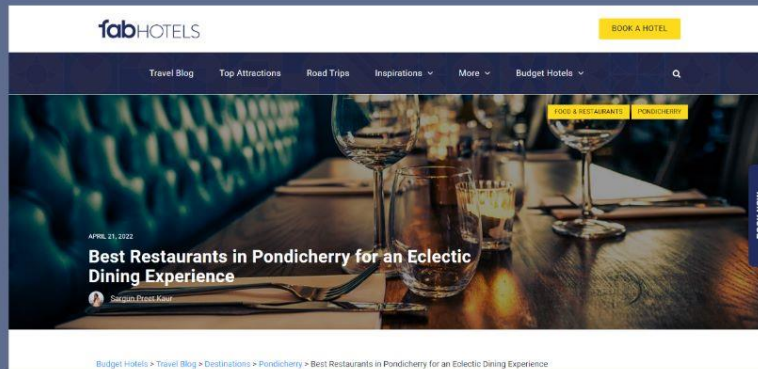 fabHOTELS
BOOK A HOTEL
Travel Blog Top Attractions Road Trips Inspirations More Budget Hotels
FOOD & RESTAURANTS PONDICHERRY
APRIL 21, 2022
Best Restaurants in Pondicherry for an Eclectic
Dining Experience
Sargun Preet Kaur
Budget Hotels > Travel Blog > Destinations > Pondicherry > Best Restaurants in Pondicherry for an Eclectic Dining Experience